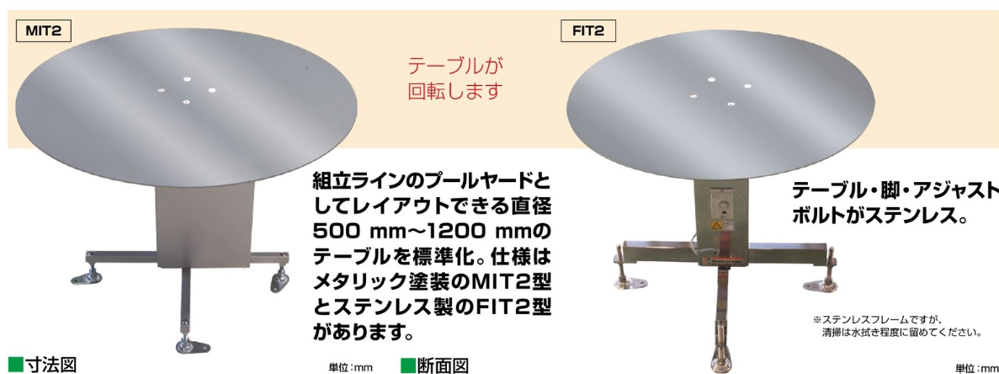 MIT2
FIT2
テーブルが
回転します
組立ラインのプールヤードと
してレイアウトできる直径
500 mm～1200 mmの
テーブルを標準化。仕様は
メタリック塗装のMIT2型
とステンレス製のFIT2型
があります。
テーブル・脚・アジャスト
ボルトがステンレス。
※ステンレスフレームですが、
清掃は水拭き程度に留めてください。
■寸法図
単位：mm
■断面図
単位：mm